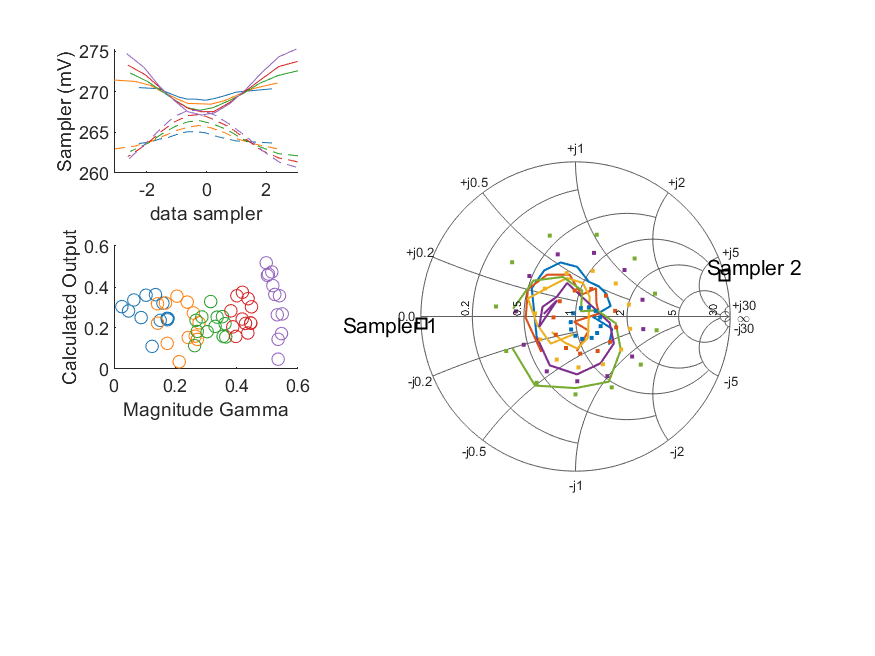 275
270
265
260
Sampler (mV)
-2 0 2
data sampler
0.6
0.4
0.2
0
Calculated Output
0 0.2 0.4 0.6
Magnitude Gamma
+j1
+j0.5
+j2
+j0.2
+j5
Sampler 2
0.0
0.2
0.5
1
2
5
30
+j30
∞
-j30
Sampler 1
-j0.2
-j5
-j0.5
-j2
-j1